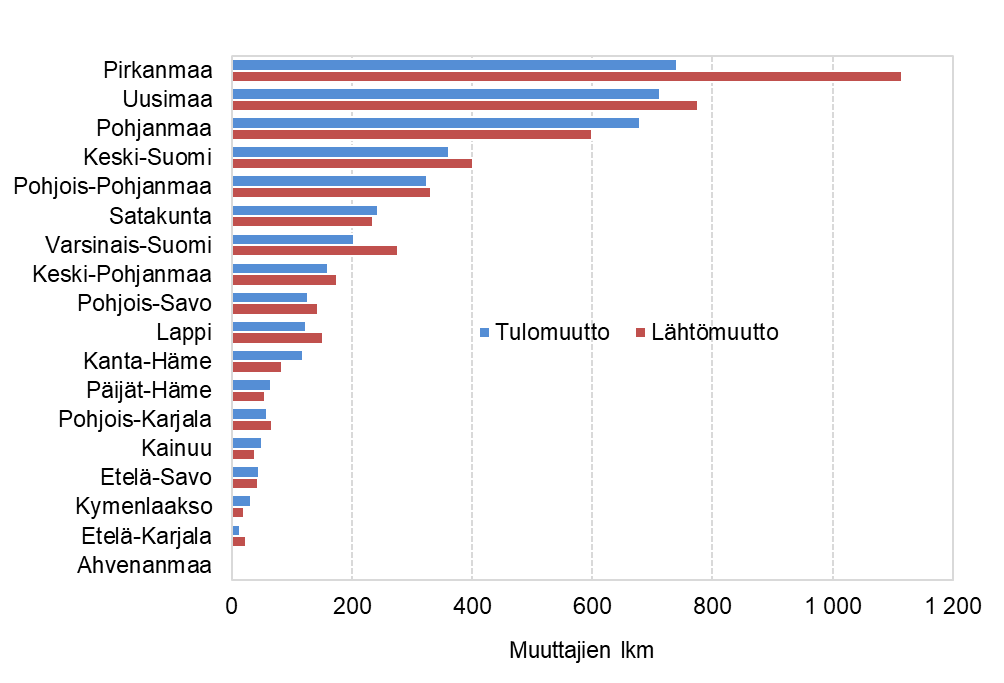 Pirkanmaa
Uusimaa
Pohjanmaa
Keski-Suomi
Pohjois-Pohjanmaa
Satakunta
Varsinais-Suomi
Keski-Pohjanmaa
Pohjois-Savo
Lappi
Kanta-Häme
Päijät-Häme
Pohjois-Karjala
Kainuu
Etelä-Savo
Kymenlaakso
Etelä-Karjala
Ahvenanmaa
Tulomuutto Lähtömuutto
0 200 400 600 800 1 000 1 200
Muuttajien lkm